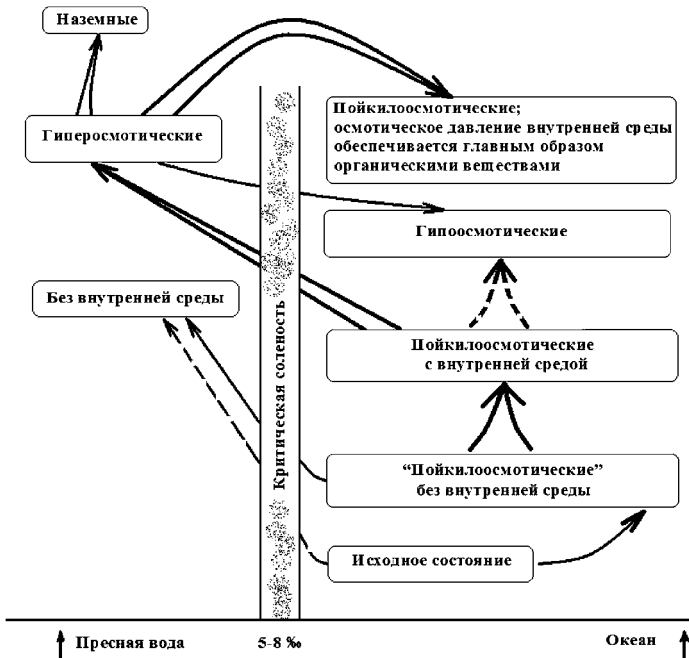 Наземные
Гиперосмотические
Пойкилоосмотические;
осмотическое давление внутренней среды
обеспечивается главным образом
органическими веществами
Гипоосмотические
Без внутренней среды
Критическая соленость
Пойкилоосмотические
с внутренней средой
“Пойкилоосмотические”
без внутренней среды
Исходное состояние
Пресная вода
5-8 ‰
Океан